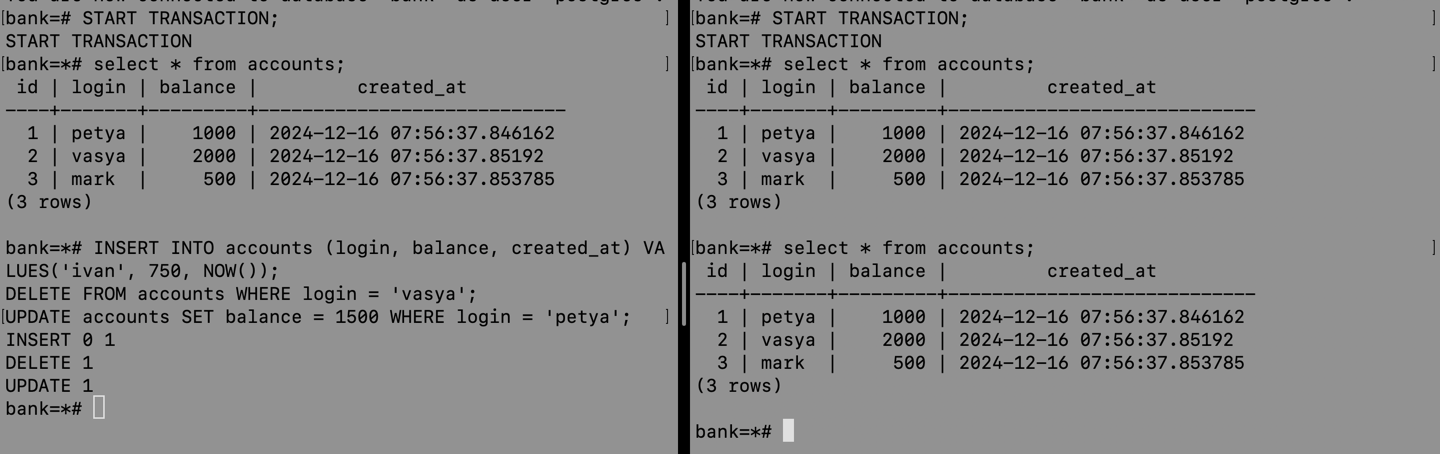 bank=# START TRANSACTION;
START TRANSACTION
bank=*# select * from accounts;
 id | login | balance |         created_at
----+-------+---------+----------------------------
  1 | petya |    1000 | 2024-12-16 07:56:37.846162
  2 | vasya |    2000 | 2024-12-16 07:56:37.85192
  3 | mark  |     500 | 2024-12-16 07:56:37.853785
(3 rows)
bank=*# INSERT INTO accounts (login, balance, created_at) VA
LUES('ivan', 750, NOW());
DELETE FROM accounts WHERE login = 'vasya';
UPDATE accounts SET balance = 1500 WHERE login = 'petya';
INSERT 0 1
DELETE 1
UPDATE 1
bank=*#
bank=# START TRANSACTION;
START TRANSACTION
bank=*# select * from accounts;
 id | login | balance |         created_at
----+-------+---------+----------------------------
  1 | petya |    1000 | 2024-12-16 07:56:37.846162
  2 | vasya |    2000 | 2024-12-16 07:56:37.85192
  3 | mark  |     500 | 2024-12-16 07:56:37.853785
(3 rows)
bank=*# select * from accounts;
 id | login | balance |         created_at
----+-------+---------+----------------------------
  1 | petya |    1000 | 2024-12-16 07:56:37.846162
  2 | vasya |    2000 | 2024-12-16 07:56:37.85192
  3 | mark  |     500 | 2024-12-16 07:56:37.853785
(3 rows)
bank=*#